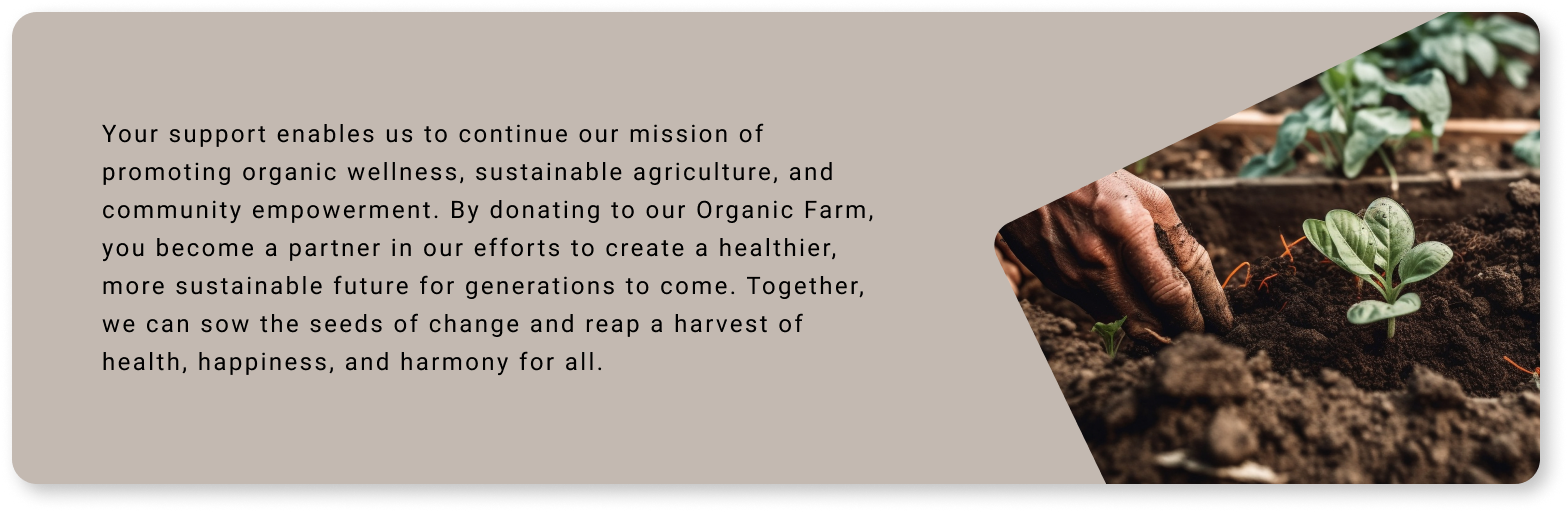 Your support enables us to continue our mission of
promoting organic wellness, sustainable agriculture, and
community empowerment. By donating to our Organic Farm,
you become a partner in our efforts to create a healthier,
more sustainable future for generations to come. Together,
we can sow the seeds of change and reap a harvest of
health, happiness, and harmony for all.